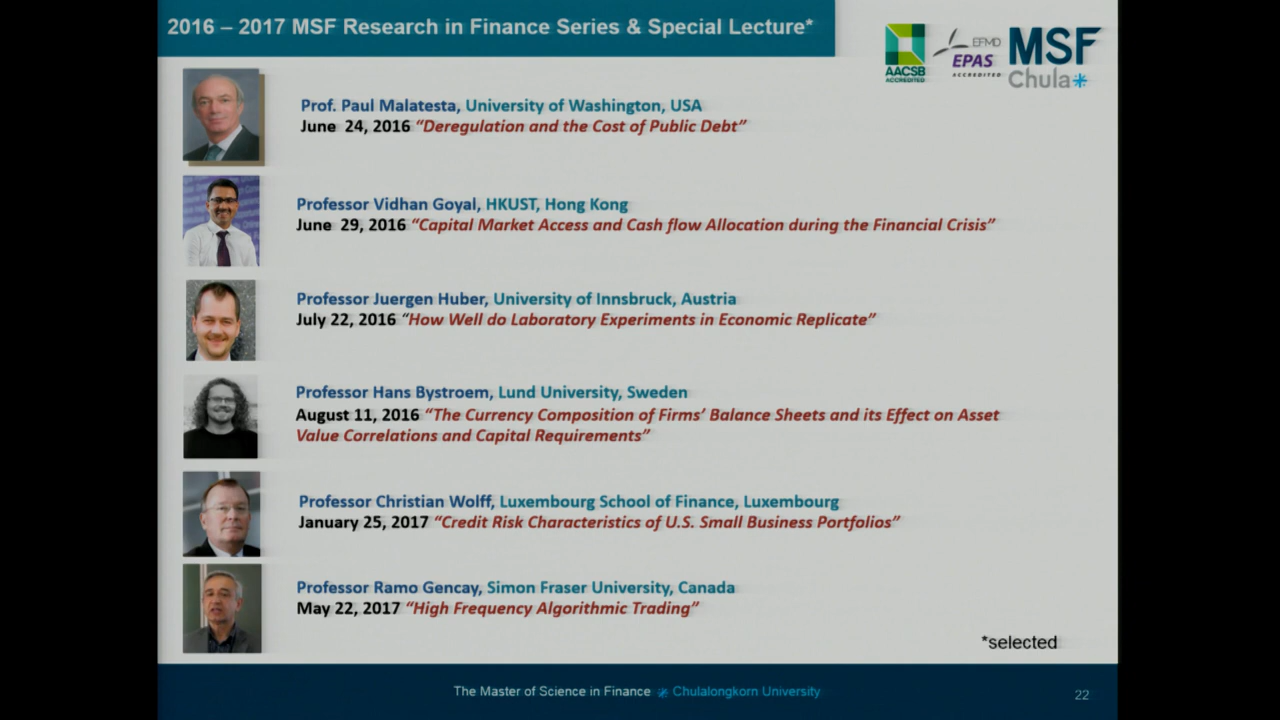 2016 – 2017 MSF Research in Finance Series & Special Lecture*
AACSB
ACCREDITED
EFMD
EPAS
ACCREDITED
MSF
Chula
Prof. Paul Malatesta, University of Washington, USA
June 24, 2016 “Deregulation and the Cost of Public Debt”
Professor Vidhan Goyal, HKUST, Hong Kong
June 29, 2016 “Capital Market Access and Cash flow Allocation during the Financial Crisis”
Professor Juergen Huber, University of Innsbruck, Austria
July 22, 2016 “How Well do Laboratory Experiments in Economic Replicate”
Professor Hans Bystroem, Lund University, Sweden
August 11, 2016 “The Currency Composition of Firms’ Balance Sheets and its Effect on Asset
Value Correlations and Capital Requirements”
Professor Christian Wolff, Luxembourg School of Finance, Luxembourg
January 25, 2017 “Credit Risk Characteristics of U.S. Small Business Portfolios”
Professor Ramo Gencay, Simon Fraser University, Canada
May 22, 2017 “High Frequency Algorithmic Trading”
*selected
The Master of Science in Finance Chulalongkorn University
22